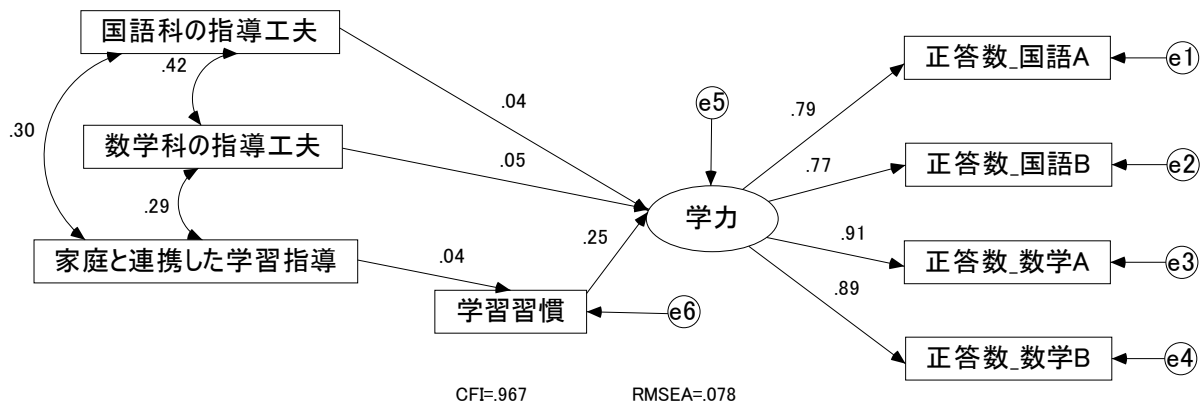 国語科の指導工夫
.42
.30
数学科の指導工夫
.29
家庭と連携した学習指導
.04
.05
.04
学習習慣
e6
.25
e5
学力
.79
.77
.91
.89
正答数_国語A
e1
正答数_国語B
e2
正答数_数学A
e3
正答数_数学B
e4
CFI=.967
RMSEA=.078